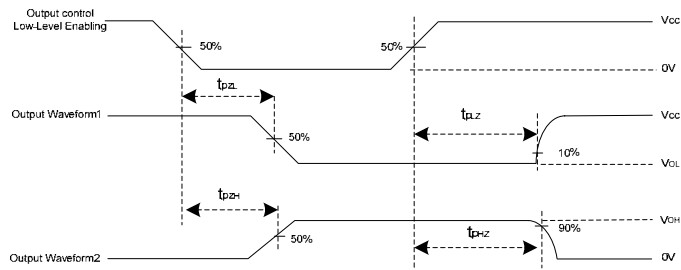 Output control
Low-Level Enabling
50%
50%
Vcc
0V
tPZL
Output Waveform1
50%
tPLZ
Vcc
10%
VOL
tPZH
50%
Output Waveform2
tPHZ
90%
VOH
0V